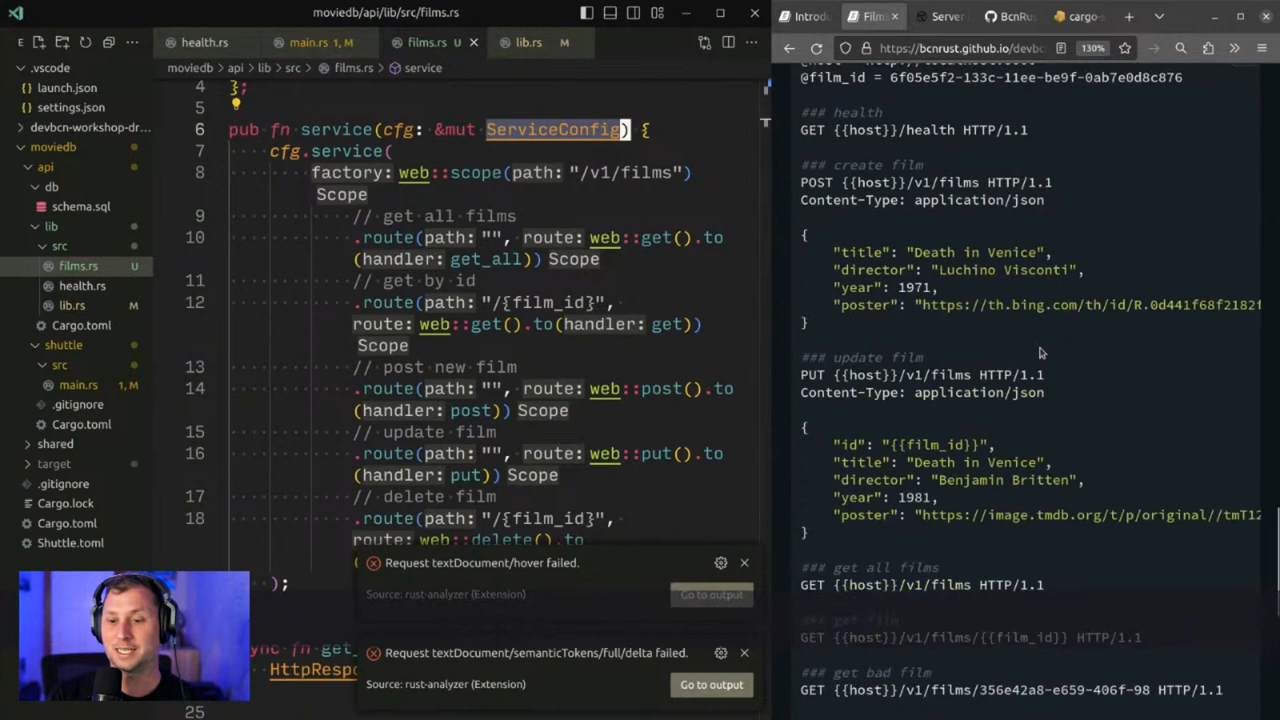 moviedb/api/lib/src/films.rs
E
health.rs
main.rs 1, M
films.rs U
lib.rs M
moviedb > api > lib > src > films.rs > service
.vscode
launch.json
settings.json
devbcn-workshop-dr...
moviedb
api
db
schema.sql
lib
src
films.rs U
health.rs
lib.rs M
Cargo.toml
shuttle
src
main.rs 1, M
.gitignore
Cargo.toml
shared
target
.gitignore
Cargo.lock
Cargo.toml
Shuttle.toml
4 };
5
6 pub fn service(cfg: &mut ServiceConfig) {
7 cfg.service(
8 factory: web::scope(path: "/v1/films")
Scope
9 // get all films
10 .route(path: "", route: web::get().to
(handler: get_all)) Scope
11 // get by id
12 .route(path: "/{film_id}",
route: web::get().to(handler: get))
Scope
13 // post new film
14 .route(path: "", route: web::post().to
(handler: post)) Scope
15 // update film
16 .route(path: "", route: web::put().to
(handler: put)) Scope
17 // delete film
18 .route(path: "/{film_id}",
route: web::delete().to
);
HttpRespo
25
Request textDocument/hover failed.
Source: rust-analyzer (Extension)
Go to output
Request textDocument/semanticTokens/full/delta failed.
Source: rust-analyzer (Extension)
Go to output
Introdu
Films
Server
BcnRus
cargo-s
https://bcnrust.github.io/devbc
130%
@film_id = 6f05e5f2-133c-11ee-be9f-0ab7e0d8c876
### health
GET {{host}}/health HTTP/1.1
### create film
POST {{host}}/v1/films HTTP/1.1
Content-Type: application/json
{
"title": "Death in Venice",
"director": "Luchino Visconti",
"year": 1971,
"poster": "https://th.bing.com/th/id/R.0d441f68f2182f
}
### update film
PUT {{host}}/v1/films HTTP/1.1
Content-Type: application/json
{
"id": "{{film_id}}",
"title": "Death in Venice",
"director": "Benjamin Britten",
"year": 1981,
"poster": "https://image.tmdb.org/t/p/original//tmT12
}
### get all films
GET {{host}}/v1/films HTTP/1.1
### get film
GET {{host}}/v1/films/{{film_id}} HTTP/1.1
### get bad film
GET {{host}}/v1/films/356e42a8-e659-406f-98 HTTP/1.1